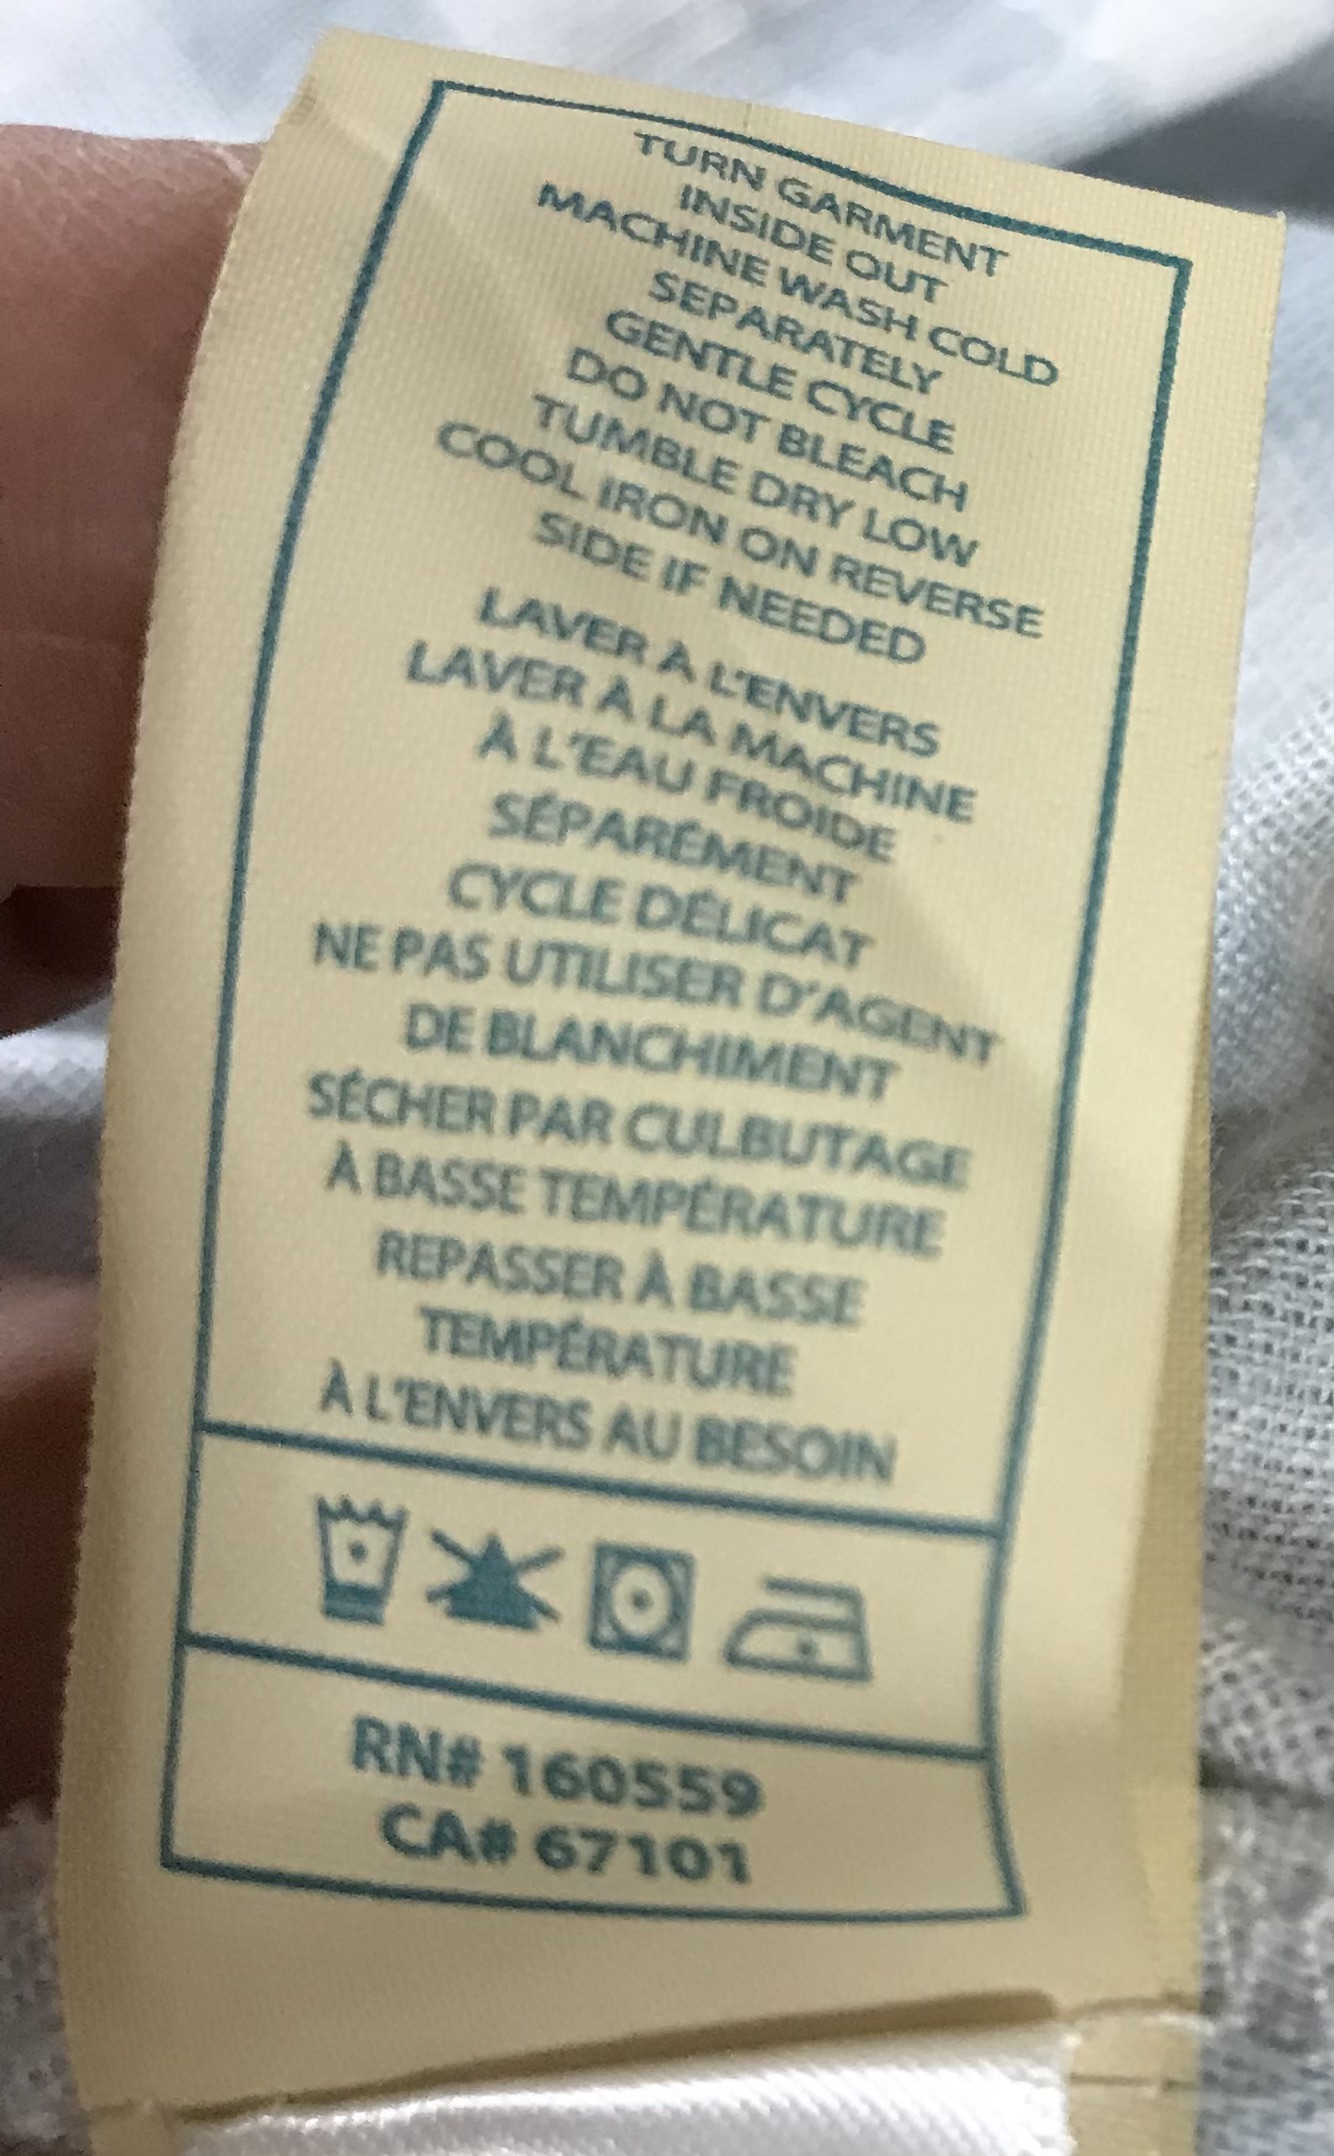 TURN GARMENT
INSIDE OUT
MACHINE WASH COLD
SEPARATELY
GENTLE CYCLE
DO NOT BLEACH
TUMBLE DRY LOW
COOL IRON ON REVERSE
SIDE IF NEEDED
LAVER À L'ENVERS
LAVER À LA MACHINE
À L'EAU FROIDE
SÉPARÉMENT
CYCLE DÉLICAT
NE PAS UTILISER D'AGENT
DE BLANCHIMENT
SÉCHER PAR CULBUTAGE
À BASSE TEMPÉRATURE
REPASSER À BASSE
TEMPÉRATURE
À L'ENVERS AU BESOIN
RN# 160559
CA# 67101